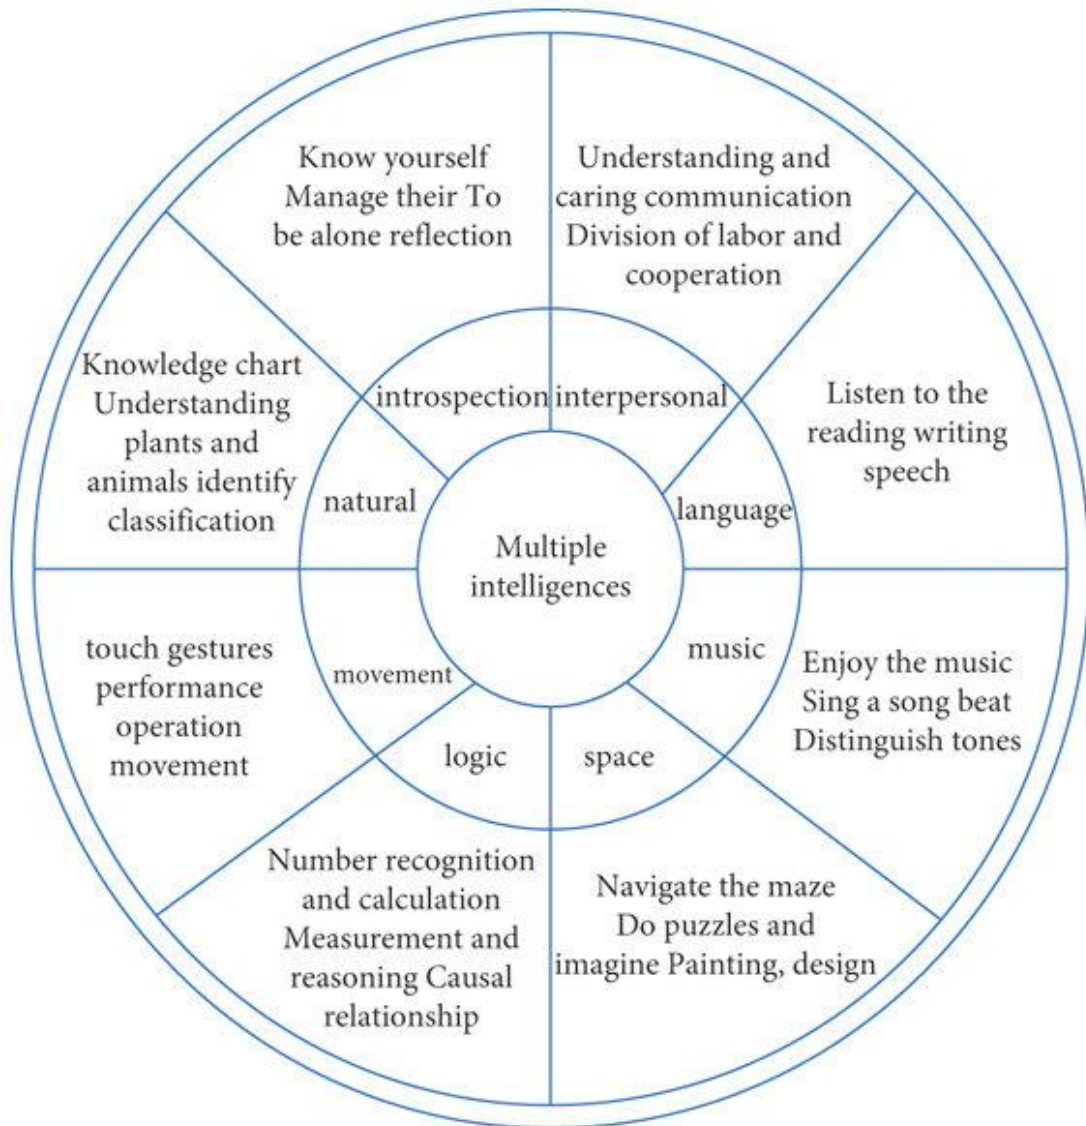 Know yourself
Manage their To
be alone reflection
Understanding and
caring communication
Division of labor and
cooperation
Knowledge chart
Understanding
plants and
animals identify
classification
introspection
interpersonal
Listen to the
reading writing
speech
natural
language
Multiple
intelligences
touch gestures
performance
operation
movement
movement
music
Enjoy the music
Sing a song beat
Distinguish tones
logic
space
Number recognition
and calculation
Measurement and
reasoning Causal
relationship
Navigate the maze
Do puzzles and
imagine Painting, design